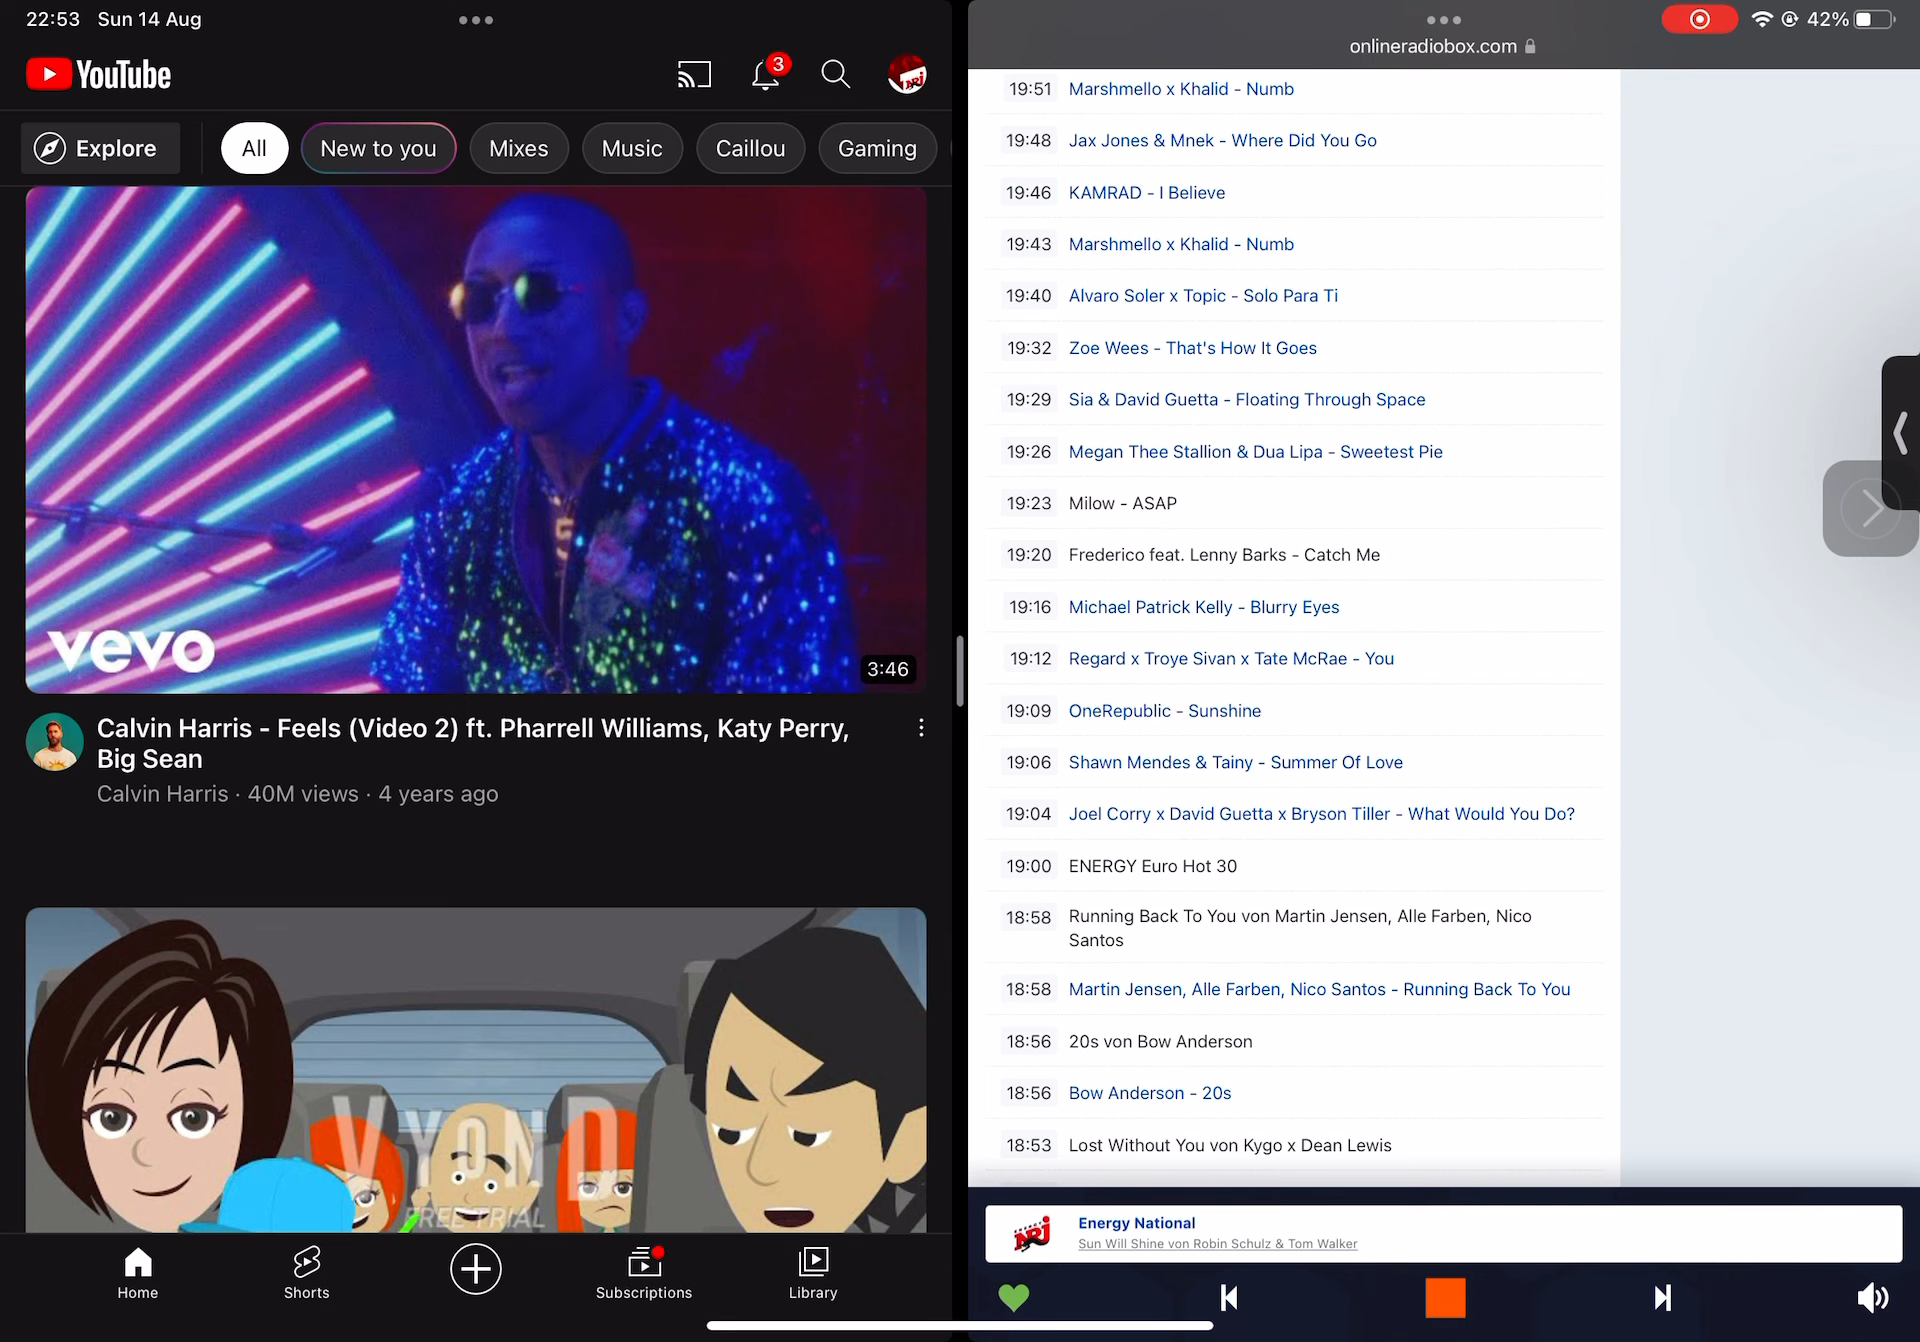 22:53 Sun 14 Aug
YouTube
3
NRJ
Explore
All
New to you
Mixes
Music
Caillou
Gaming
vevo
3:46
Calvin Harris - Feels (Video 2) ft. Pharrell Williams, Katy Perry,
Big Sean
Calvin Harris · 40M views · 4 years ago
VYOND
FREE TRIAL
Home
Shorts
Subscriptions
Library
42%
onlineradiobox.com
19:51 Marshmello x Khalid - Numb
19:48 Jax Jones & Mnek - Where Did You Go
19:46 KAMRAD - I Believe
19:43 Marshmello x Khalid - Numb
19:40 Alvaro Soler x Topic - Solo Para Ti
19:32 Zoe Wees - That's How It Goes
19:29 Sia & David Guetta - Floating Through Space
19:26 Megan Thee Stallion & Dua Lipa - Sweetest Pie
19:23 Milow - ASAP
19:20 Frederico feat. Lenny Barks - Catch Me
19:16 Michael Patrick Kelly - Blurry Eyes
19:12 Regard x Troye Sivan x Tate McRae - You
19:09 OneRepublic - Sunshine
19:06 Shawn Mendes & Tainy - Summer Of Love
19:04 Joel Corry x David Guetta x Bryson Tiller - What Would You Do?
19:00 ENERGY Euro Hot 30
18:58 Running Back To You von Martin Jensen, Alle Farben, Nico
Santos
18:58 Martin Jensen, Alle Farben, Nico Santos - Running Back To You
18:56 20s von Bow Anderson
18:56 Bow Anderson - 20s
18:53 Lost Without You von Kygo x Dean Lewis
NRJ
Energy National
Sun Will Shine von Robin Schulz & Tom Walker